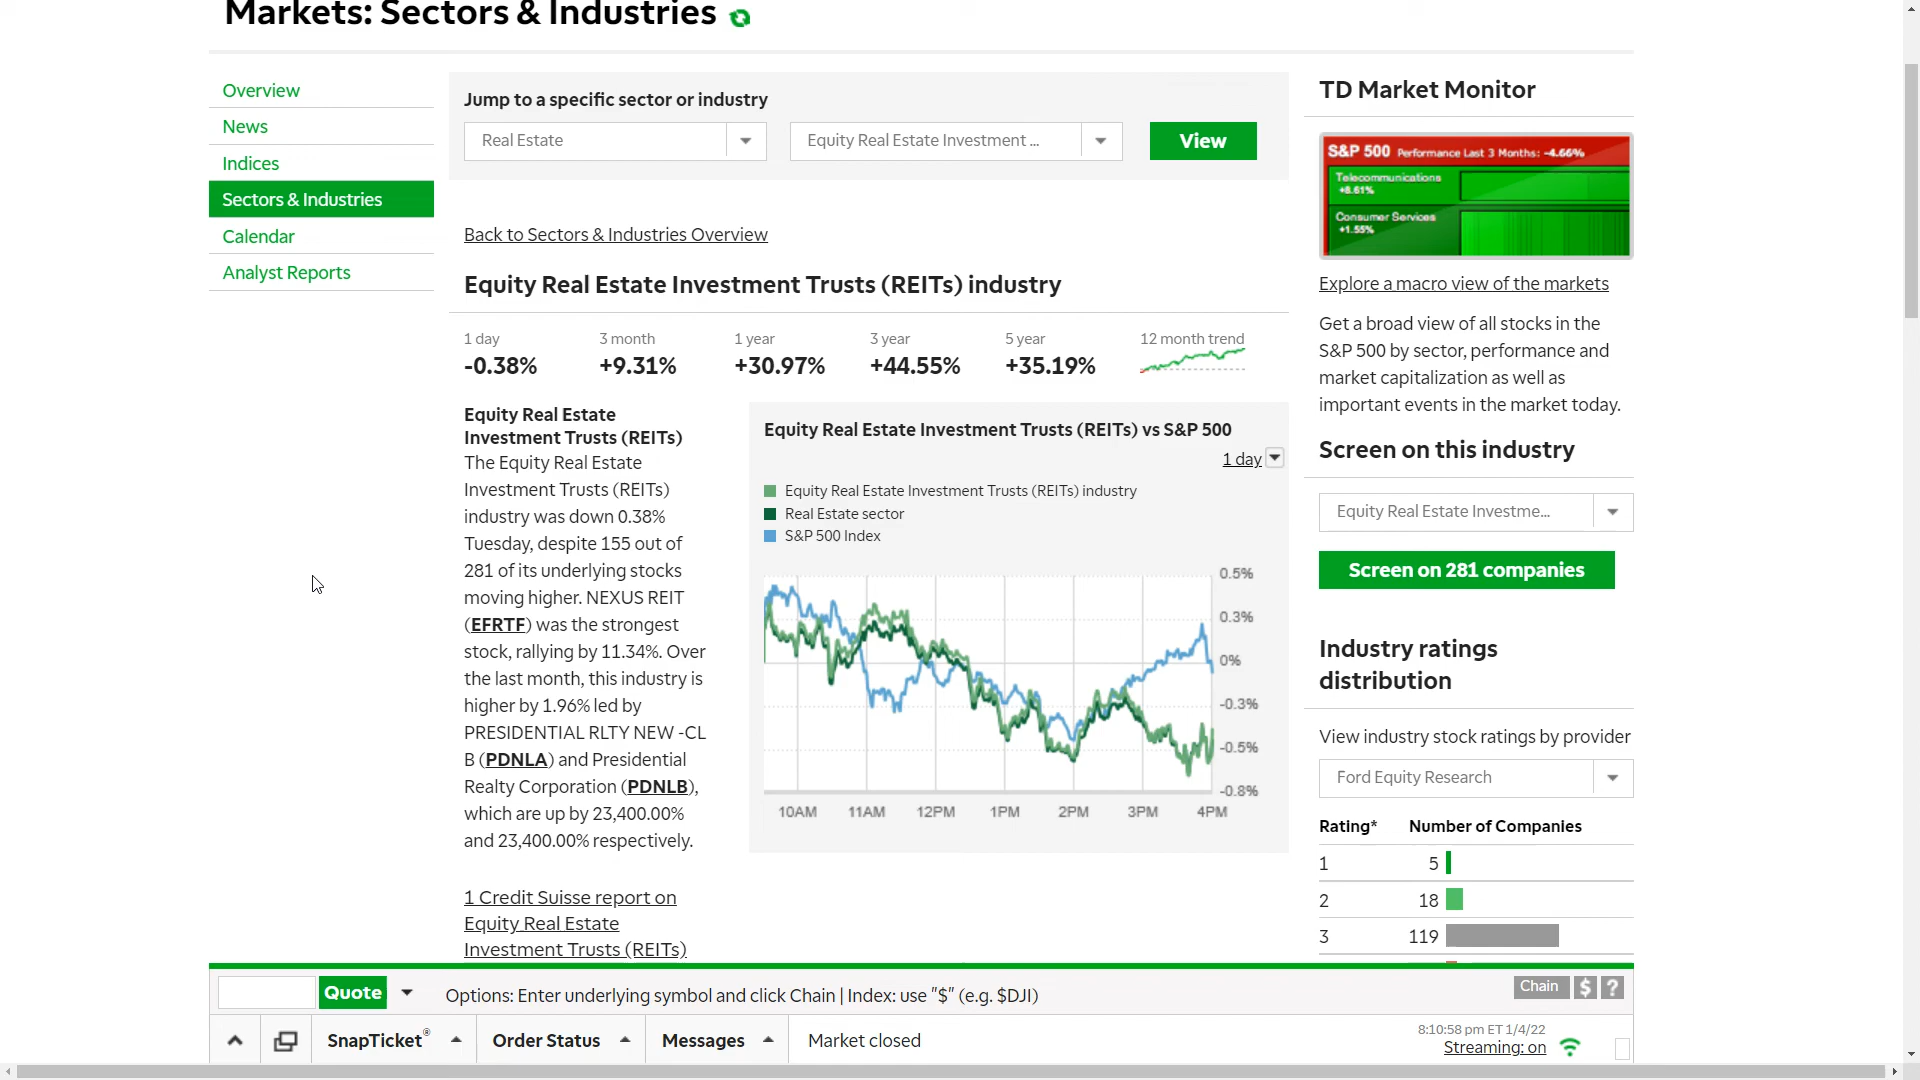 Markets: Sectors & Industries
Overview
News
Indices
Sectors & Industries
Calendar
Analyst Reports
Jump to a specific sector or industry
Real Estate
Equity Real Estate Investment ...
View
Back to Sectors & Industries Overview
Equity Real Estate Investment Trusts (REITs) industry
1 day
-0.38%
3 month
+9.31%
1 year
+30.97%
3 year
+44.55%
5 year
+35.19%
12 month trend
Equity Real Estate
Investment Trusts (REITs)
The Equity Real Estate
Investment Trusts (REITs)
industry was down 0.38%
Tuesday, despite 155 out of
281 of its underlying stocks
moving higher. NEXUS REIT
(EFRTF) was the strongest
stock, rallying by 11.34%. Over
the last month, this industry is
higher by 1.96% led by
PRESIDENTIAL RLTY NEW -CL
B (PDNLA) and Presidential
Realty Corporation (PDNLB),
which are up by 23,400.00%
and 23,400.00% respectively.
1 Credit Suisse report on
Equity Real Estate
Investment Trusts (REITs)
Equity Real Estate Investment Trusts (REITs) vs S&P 500
1 day
Equity Real Estate Investment Trusts (REITs) industry
Real Estate sector
S&P 500 Index
0.5%
0.3%
0%
-0.3%
-0.5%
-0.8%
10AM 11AM 12PM 1PM 2PM 3PM 4PM
TD Market Monitor
S&P 500 Performance Last 3 Months: -4.66%
Telecommunications
+8.61%
Consumer Services
+1.55%
Explore a macro view of the markets
Get a broad view of all stocks in the
S&P 500 by sector, performance and
market capitalization as well as
important events in the market today.
Screen on this industry
Equity Real Estate Investme...
Screen on 281 companies
Industry ratings
distribution
View industry stock ratings by provider
Ford Equity Research
Rating* Number of Companies
1 5
2 18
3 119
Quote
Options: Enter underlying symbol and click Chain | Index: use "$" (e.g. $DJI)
Chain $ ?
SnapTicket®
Order Status
Messages
Market closed
8:10:58 pm ET 1/4/22
Streaming: on